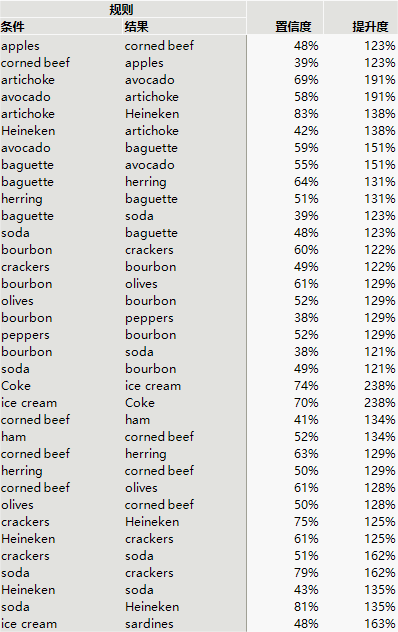 规则
条件 结果 置信度 提升度
apples corned beef 48% 123%
corned beef apples 39% 123%
artichoke avocado 69% 191%
avocado artichoke 58% 191%
artichoke Heineken 83% 138%
Heineken artichoke 42% 138%
avocado baguette 59% 151%
baguette avocado 55% 151%
baguette herring 64% 131%
herring baguette 51% 131%
baguette soda 39% 123%
soda baguette 48% 123%
bourbon crackers 60% 122%
crackers bourbon 49% 122%
bourbon olives 61% 129%
olives bourbon 52% 129%
bourbon peppers 38% 129%
peppers bourbon 52% 129%
bourbon soda 38% 121%
soda bourbon 49% 121%
Coke ice cream 74% 238%
ice cream Coke 70% 238%
corned beef ham 41% 134%
ham corned beef 52% 134%
corned beef herring 63% 129%
herring corned beef 50% 129%
corned beef olives 61% 128%
olives corned beef 50% 128%
crackers Heineken 75% 125%
Heineken crackers 61% 125%
crackers soda 51% 162%
soda crackers 79% 162%
Heineken soda 43% 135%
soda Heineken 81% 135%
ice cream sardines 48% 163%